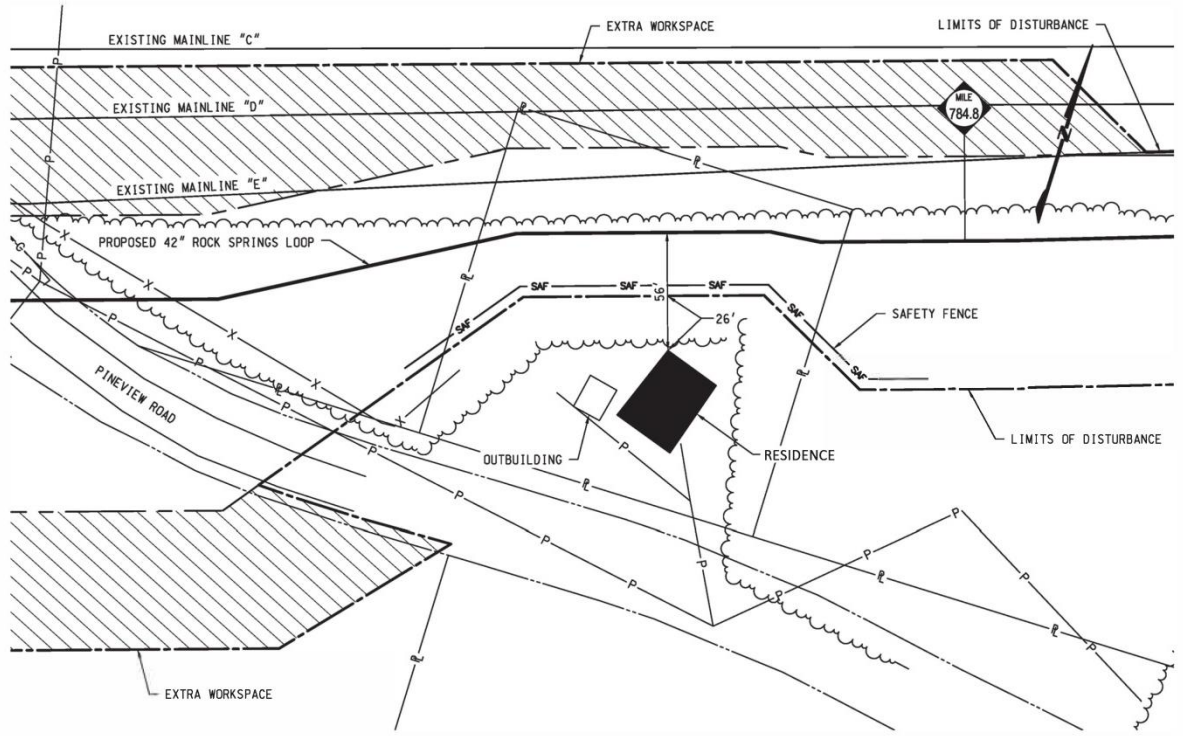 EXTRA WORKSPACE
LIMITS OF DISTURBANCE
EXISTING MAINLINE "C"
EXISTING MAINLINE "D"
MILE
784.8
N
EXISTING MAINLINE "E"
PROPOSED 42" ROCK SPRINGS LOOP
SAF SAF SAF SAF
56'
26'
SAFETY FENCE
SAF
SAF
PINEVIEW ROAD
OUTBUILDING
RESIDENCE
LIMITS OF DISTURBANCE
EXTRA WORKSPACE